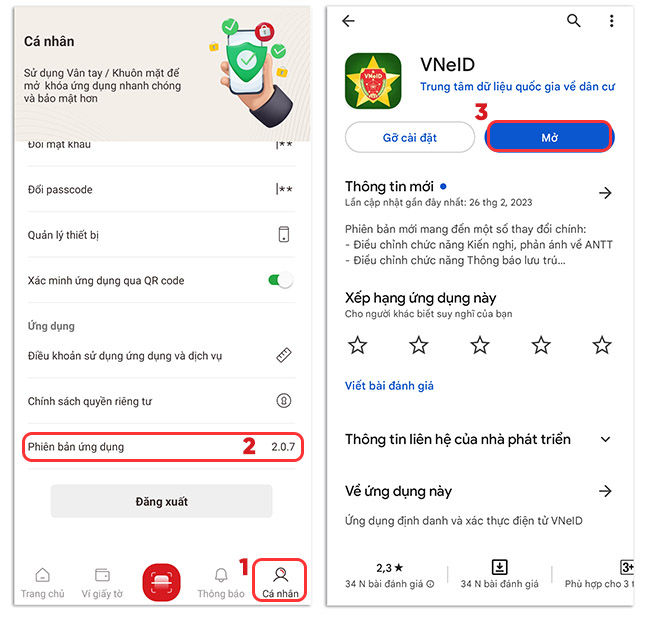 Cá nhân
Sử dụng Vân tay / Khuôn mặt để
mở khóa ứng dụng nhanh chóng
và bảo mật hơn
Đổi mật khẩu |**
Đổi passcode |**
Quản lý thiết bị
Xác minh ứng dụng qua QR code
Ứng dụng
Điều khoản sử dụng ứng dụng và dịch vụ
Chính sách quyền riêng tư
Phiên bản ứng dụng 2 2.0.7
Đăng xuất
1
Trang chủ Ví giấy tờ Thông báo Cá nhân
VNeID
VNeID
Trung tâm dữ liệu quốc gia về dân cư
3
Gỡ cài đặt Mở
Thông tin mới
Lần cập nhật gần đây nhất: 26 thg 2, 2023
Phiên bản mới mang đến một số thay đổi chính:
- Điều chỉnh chức năng Kiến nghị, phản ánh về ANTT
- Điều chỉnh chức năng Thông báo lưu trú...
Xếp hạng ứng dụng này
Cho người khác biết suy nghĩ của bạn
Viết bài đánh giá
Thông tin liên hệ của nhà phát triển
Về ứng dụng này
Ứng dụng định danh và xác thực điện tử VNeID
2,3★ 3+
34 N bài đánh giá 34 N bài đánh giá Phù hợp cho 3 t